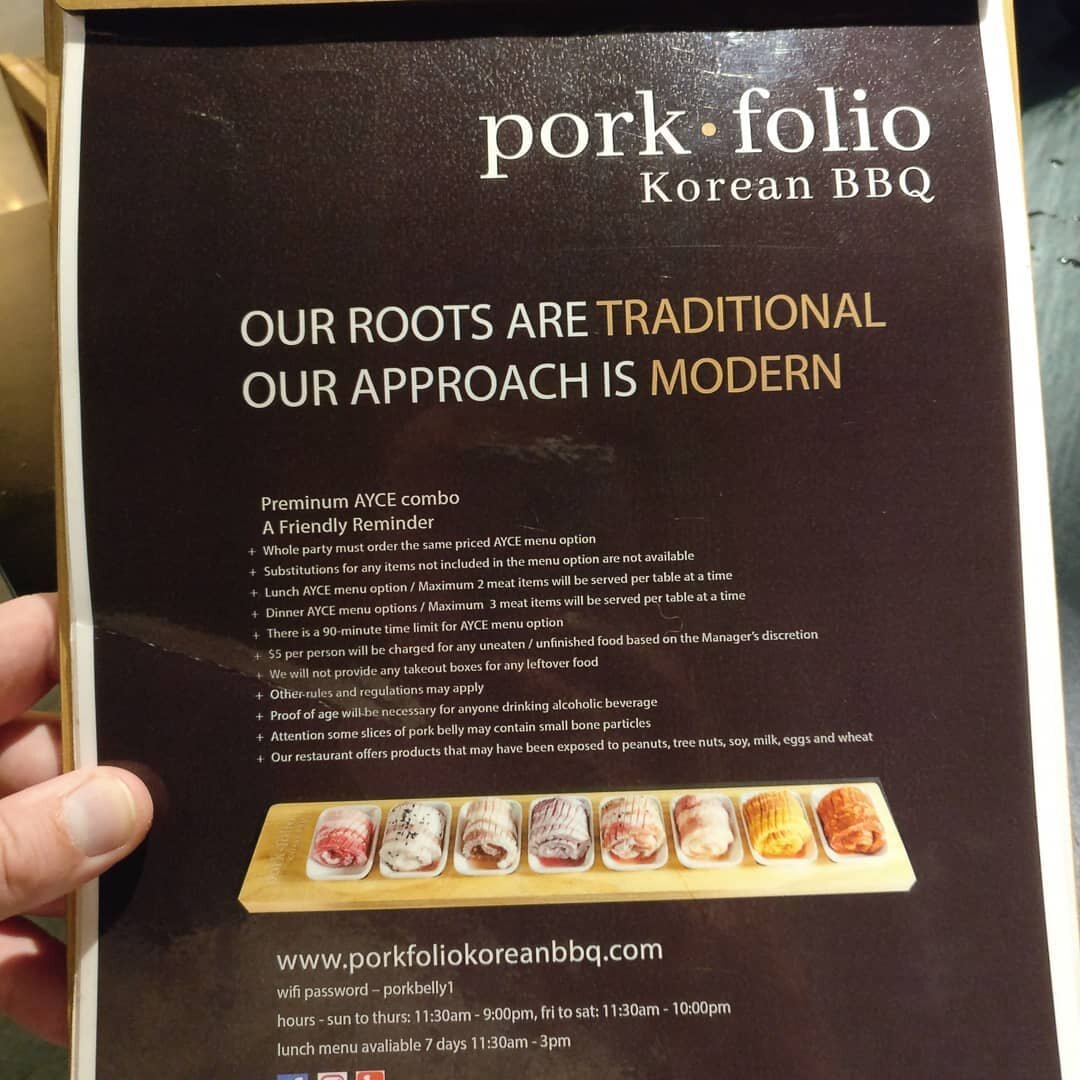 pork·folio
Korean BBQ
OUR ROOTS ARE TRADITIONAL
OUR APPROACH IS MODERN
Preminum AYCE combo
A Friendly Reminder
+ Whole party must order the same priced AYCE menu option
+ Substitutions for any items not included in the menu option are not available
+ Lunch AYCE menu option / Maximum 2 meat items will be served per table at a time
+ Dinner AYCE menu options / Maximum 3 meat items will be served per table at a time
+ There is a 90-minute time limit for AYCE menu option
+ $5 per person will be charged for any uneaten / unfinished food based on the Manager's discretion
+ We will not provide any takeout boxes for any leftover food
+ Other rules and regulations may apply
+ Proof of age will be necessary for anyone drinking alcoholic beverage
+ Attention some slices of pork belly may contain small bone particles
+ Our restaurant offers products that may have been exposed to peanuts, tree nuts, soy, milk, eggs and wheat
www.porkfoliokoreanbbq.com
wifi password – porkbelly1
hours - sun to thurs: 11:30am - 9:00pm, fri to sat: 11:30am - 10:00pm
lunch menu avaliable 7 days 11:30am - 3pm